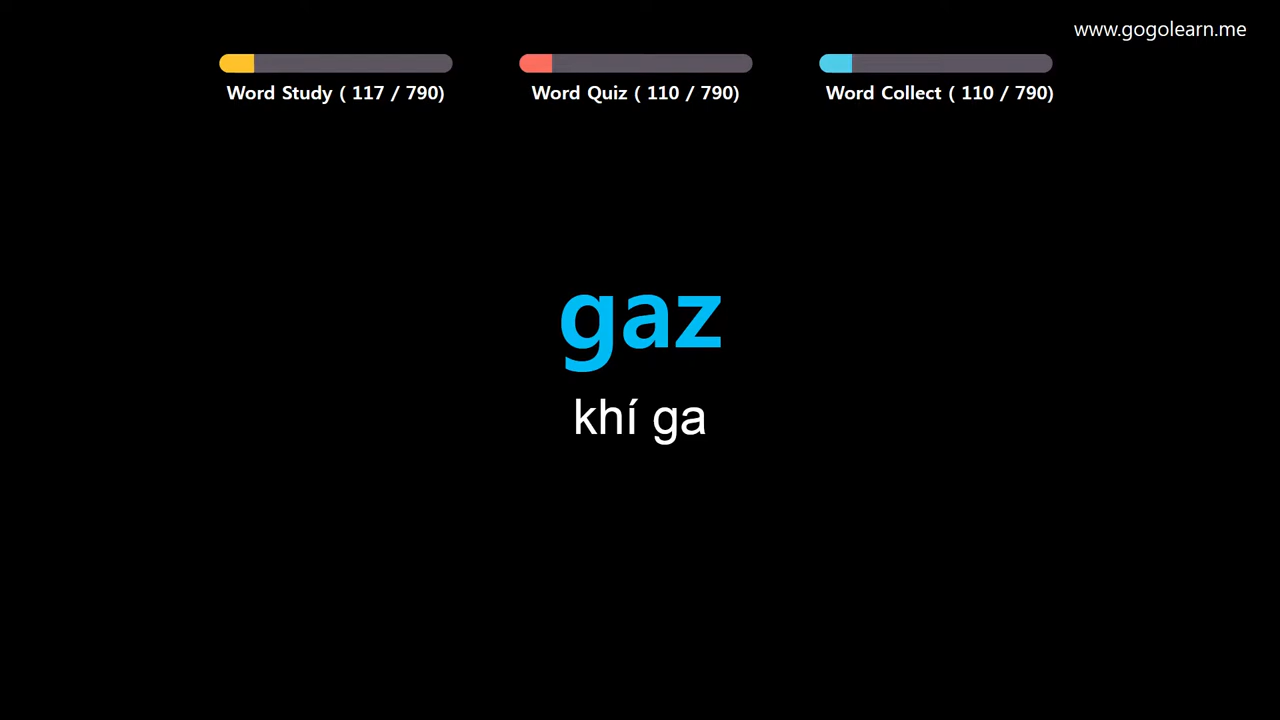 www.gogolearn.me
Word Study ( 117 / 790)
Word Quiz ( 110 / 790)
Word Collect ( 110 / 790)
gaz
khí ga